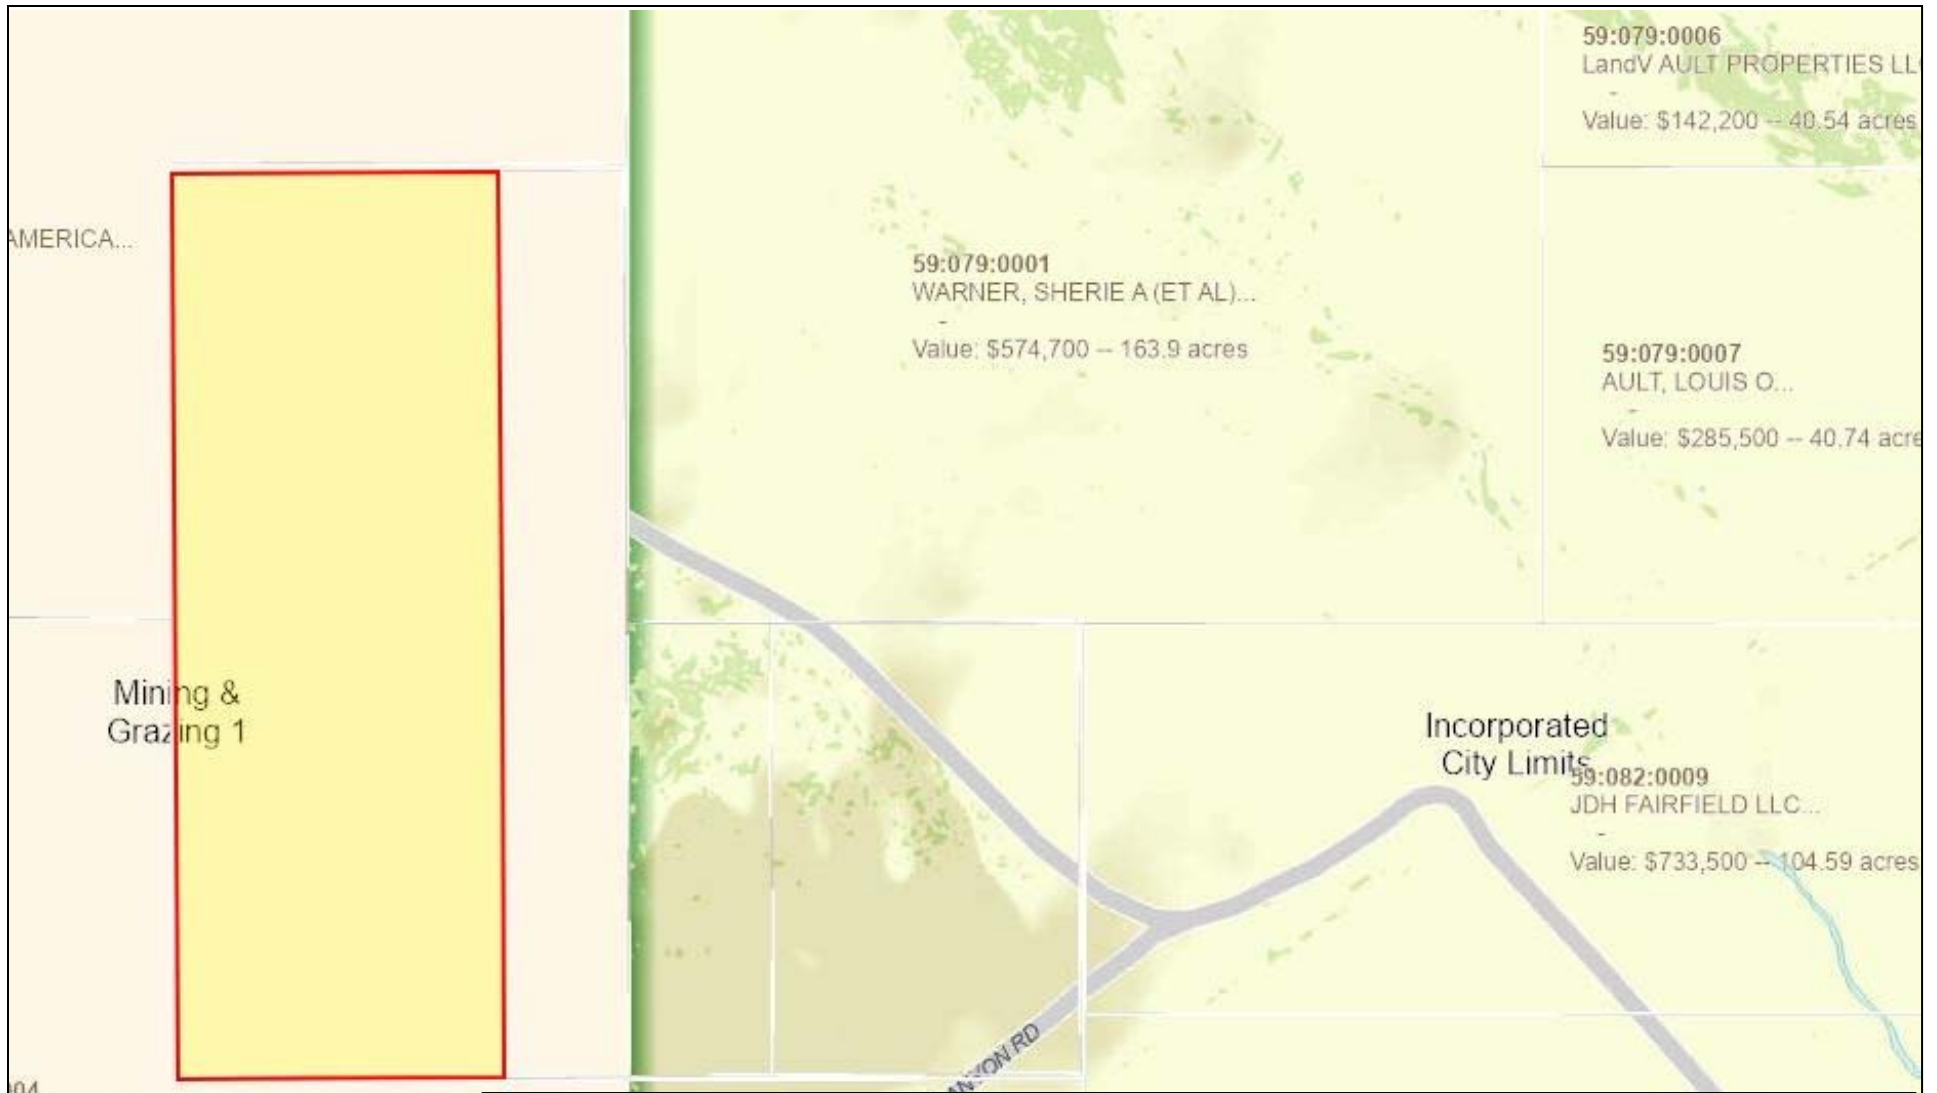 59:079:0006
LandV AULT PROPERTIES LL
-
Value: $142,200 -- 40.54 acres
AMERICA...
59:079:0001
WARNER, SHERIE A (ET AL)...
-
Value: $574,700 -- 163.9 acres
59:079:0007
AULT, LOUIS O...
-
Value: $285,500 -- 40.74 acre
Mining &
Grazing 1
Incorporated
City Limits
59:082:0009
JDH FAIRFIELD LLC...
-
Value: $733,500 -- 104.59 acres
ANYON RD